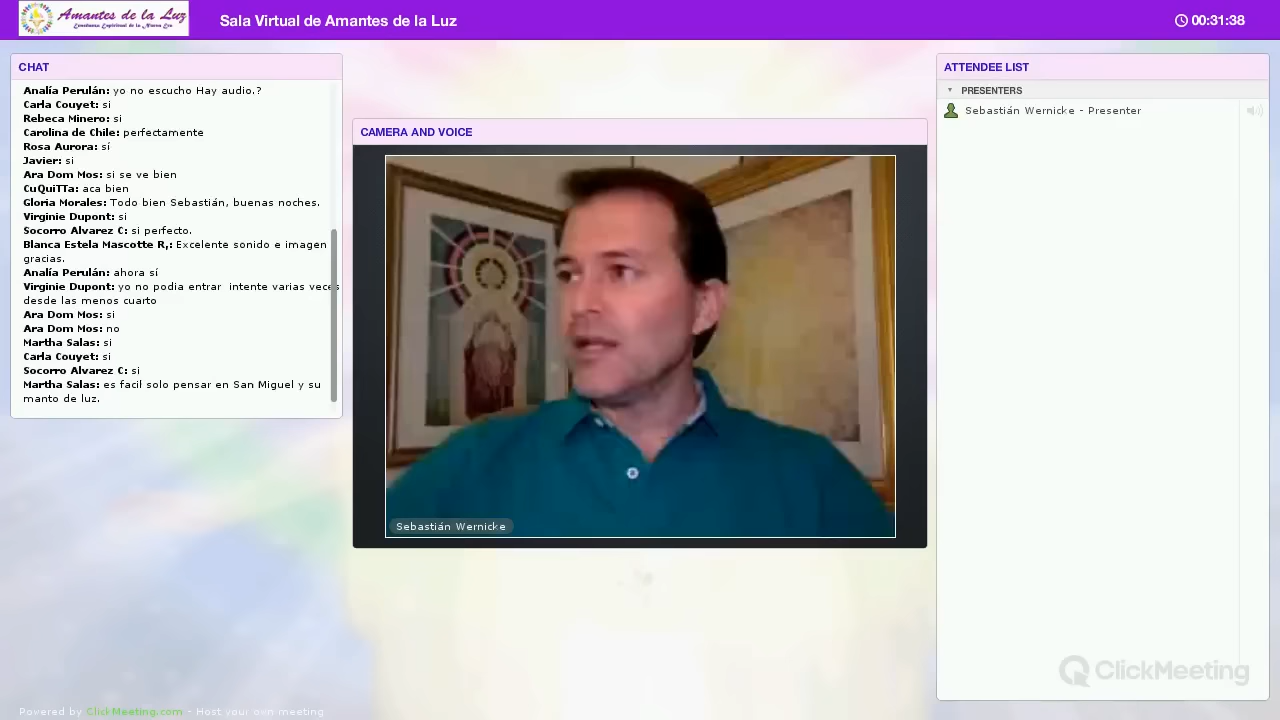 Amantes de la Luz
Enseñanza Espiritual de la Nueva Era
Sala Virtual de Amantes de la Luz
00:31:38
CHAT
Analía Perulán: yo no escucho Hay audio.?
Carla Couyet: si
Rebeca Minero: si
Carolina de Chile: perfectamente
Rosa Aurora: sí
Javier: si
Ara Dom Mos: si se ve bien
CuQuiTTa: aca bien
Gloria Morales: Todo bien Sebastián, buenas noches.
Virginie Dupont: si
Socorro Alvarez C: si perfecto.
Blanca Estela Mascotte R,: Excelente sonido e imagen
gracias.
Analía Perulán: ahora sí
Virginie Dupont: yo no podia entrar  intente varias veces
desde las menos cuarto
Ara Dom Mos: si
Ara Dom Mos: no
Martha Salas: si
Carla Couyet: si
Socorro Alvarez C: si
Martha Salas: es facil solo pensar en San Miguel y su
manto de luz.
CAMERA AND VOICE
Sebastián Wernicke
ATTENDEE LIST
PRESENTERS
Sebastián Wernicke - Presenter
ClickMeeting
Powered by ClickMeeting.com - Host your own meeting